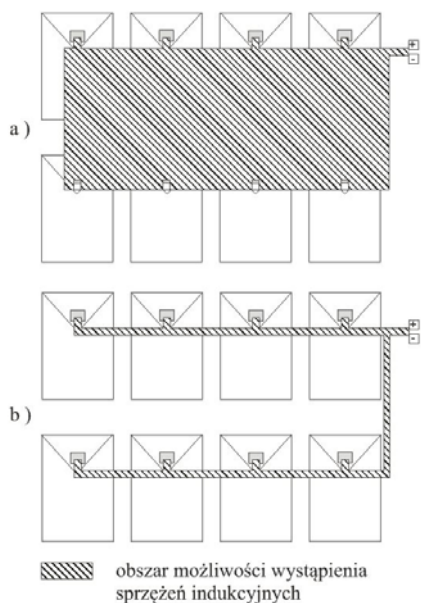 +
-
a )
+
-
b )
obszar możliwości wystąpienia
sprzężeń indukcyjnych